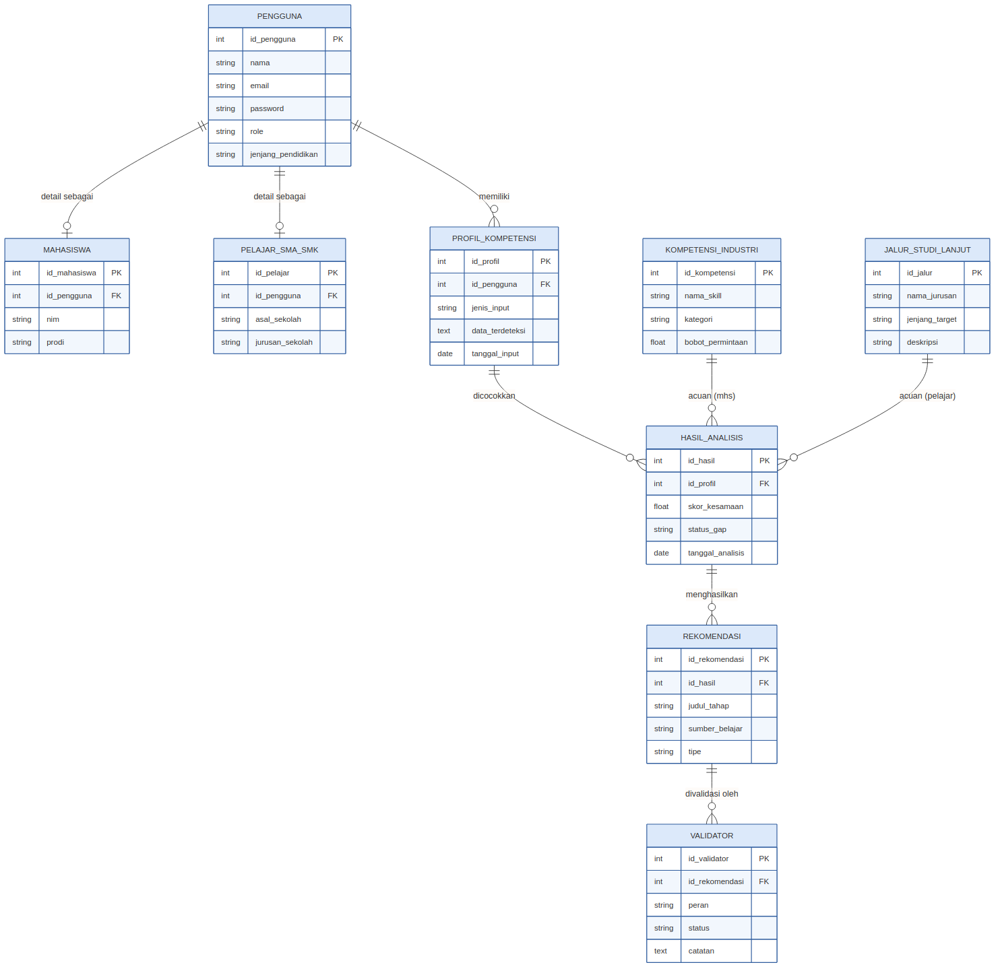 PENGGUNA
int id_pengguna PK
string nama
string email
string password
string role
string jenjang_pendidikan
detail sebagai
detail sebagai
memiliki
MAHASISWA
int id_mahasiswa PK
int id_pengguna FK
string nim
string prodi
PELAJAR_SMA_SMK
int id_pelajar PK
int id_pengguna FK
string asal_sekolah
string jurusan_sekolah
PROFIL_KOMPETENSI
int id_profil PK
int id_pengguna FK
string jenis_input
text data_terdeteksi
date tanggal_input
KOMPETENSI_INDUSTRI
int id_kompetensi PK
string nama_skill
string kategori
float bobot_permintaan
JALUR_STUDI_LANJUT
int id_jalur PK
string nama_jurusan
string jenjang_target
string deskripsi
dicocokkan
acuan (mhs)
acuan (pelajar)
HASIL_ANALISIS
int id_hasil PK
int id_profil FK
float skor_kesamaan
string status_gap
date tanggal_analisis
menghasilkan
REKOMENDASI
int id_rekomendasi PK
int id_hasil FK
string judul_tahap
string sumber_belajar
string tipe
divalidasi oleh
VALIDATOR
int id_validator PK
int id_rekomendasi FK
string peran
string status
text catatan